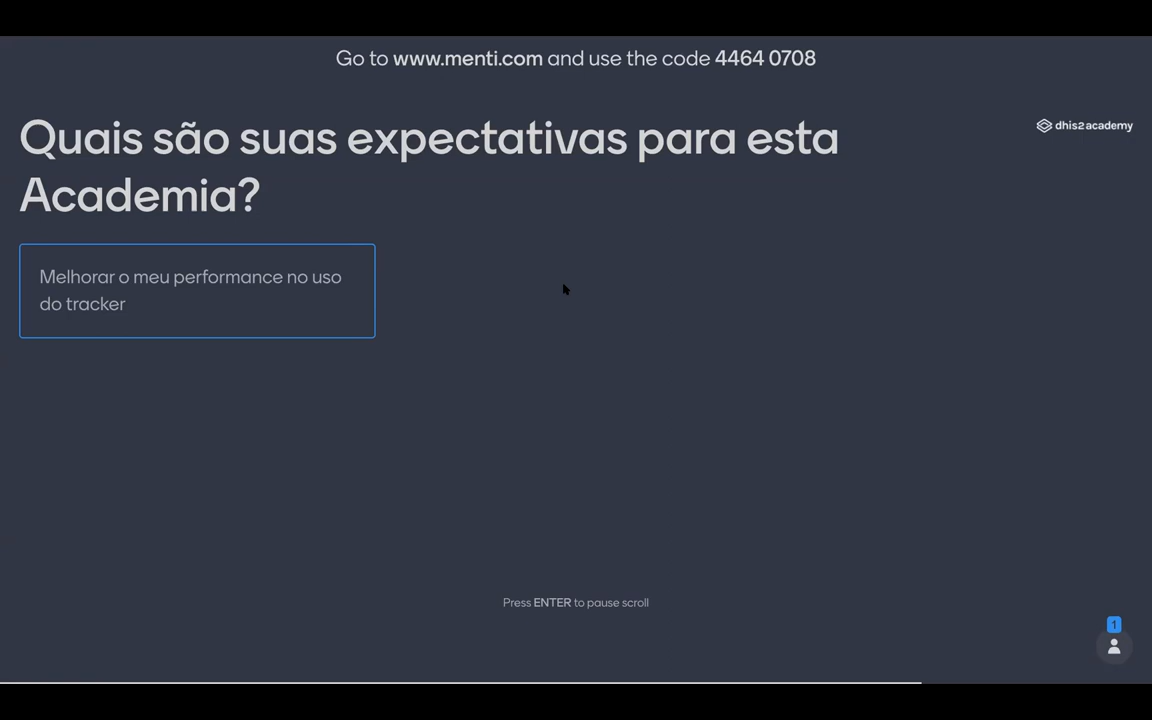 Go to www.menti.com and use the code 4464 0708
Quais são suas expectativas para esta
Academia?
dhis2 academy
Melhorar o meu performance no uso
do tracker
Press ENTER to pause scroll
1